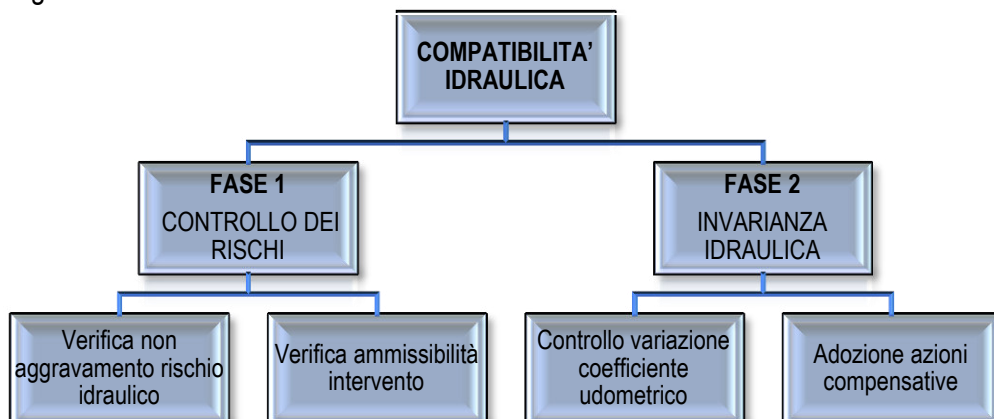 COMPATIBILITA’
IDRAULICA
FASE 1
CONTROLLO DEI
RISCHI
FASE 2
INVARIANZA
IDRAULICA
Verifica non
aggravamento rischio
idraulico
Verifica ammissibilità
intervento
Controllo variazione
coefficiente
udometrico
Adozione azioni
compensative